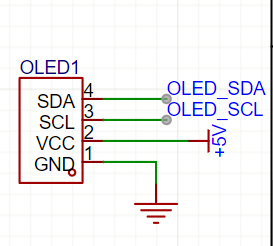 OLED1
SDA 4 OLED_SDA
SCL 3 OLED_SCL
VCC 2 +5V
GND 1